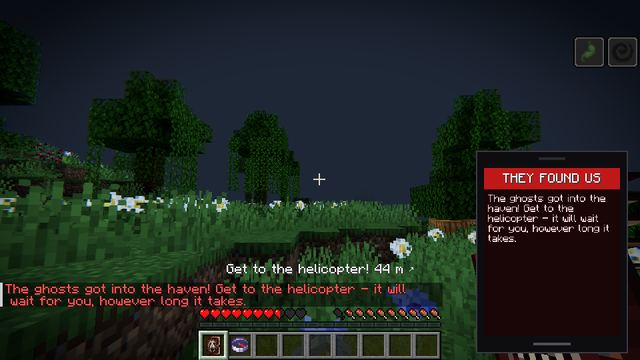 THEY FOUND US
The ghosts got into the
haven! Get to the
helicopter - it will wait
for you, however long it
takes.
Get to the helicopter! 44 m ↗
The ghosts got into the haven! Get to the helicopter - it will
wait for you, however long it takes.